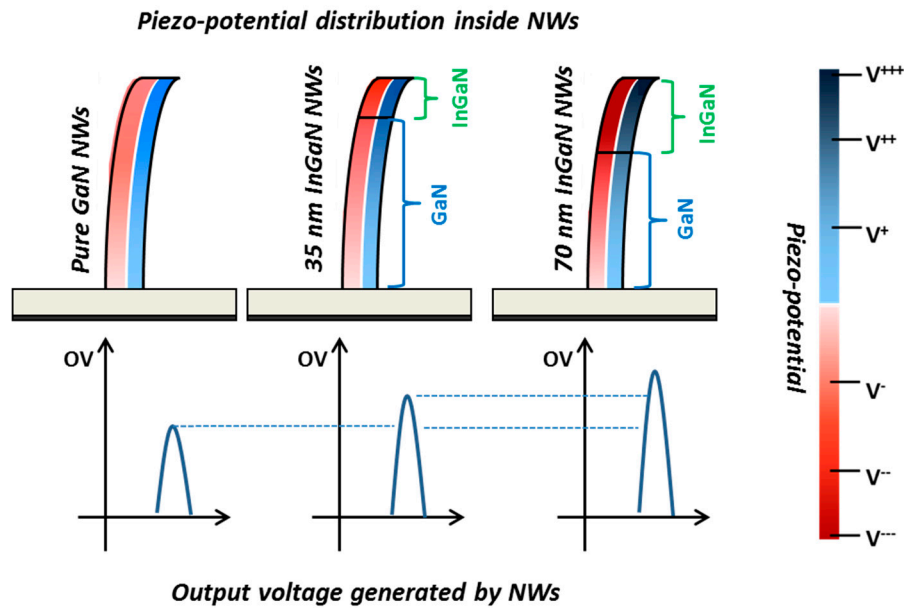 Piezo-potential distribution inside NWs
Pure GaN NWs
35 nm InGaN NWs
InGaN
GaN
70 nm InGaN NWs
InGaN
GaN
Piezo-potential
V+++
V++
V+
V-
V--
V---
OV
OV
OV
Output voltage generated by NWs